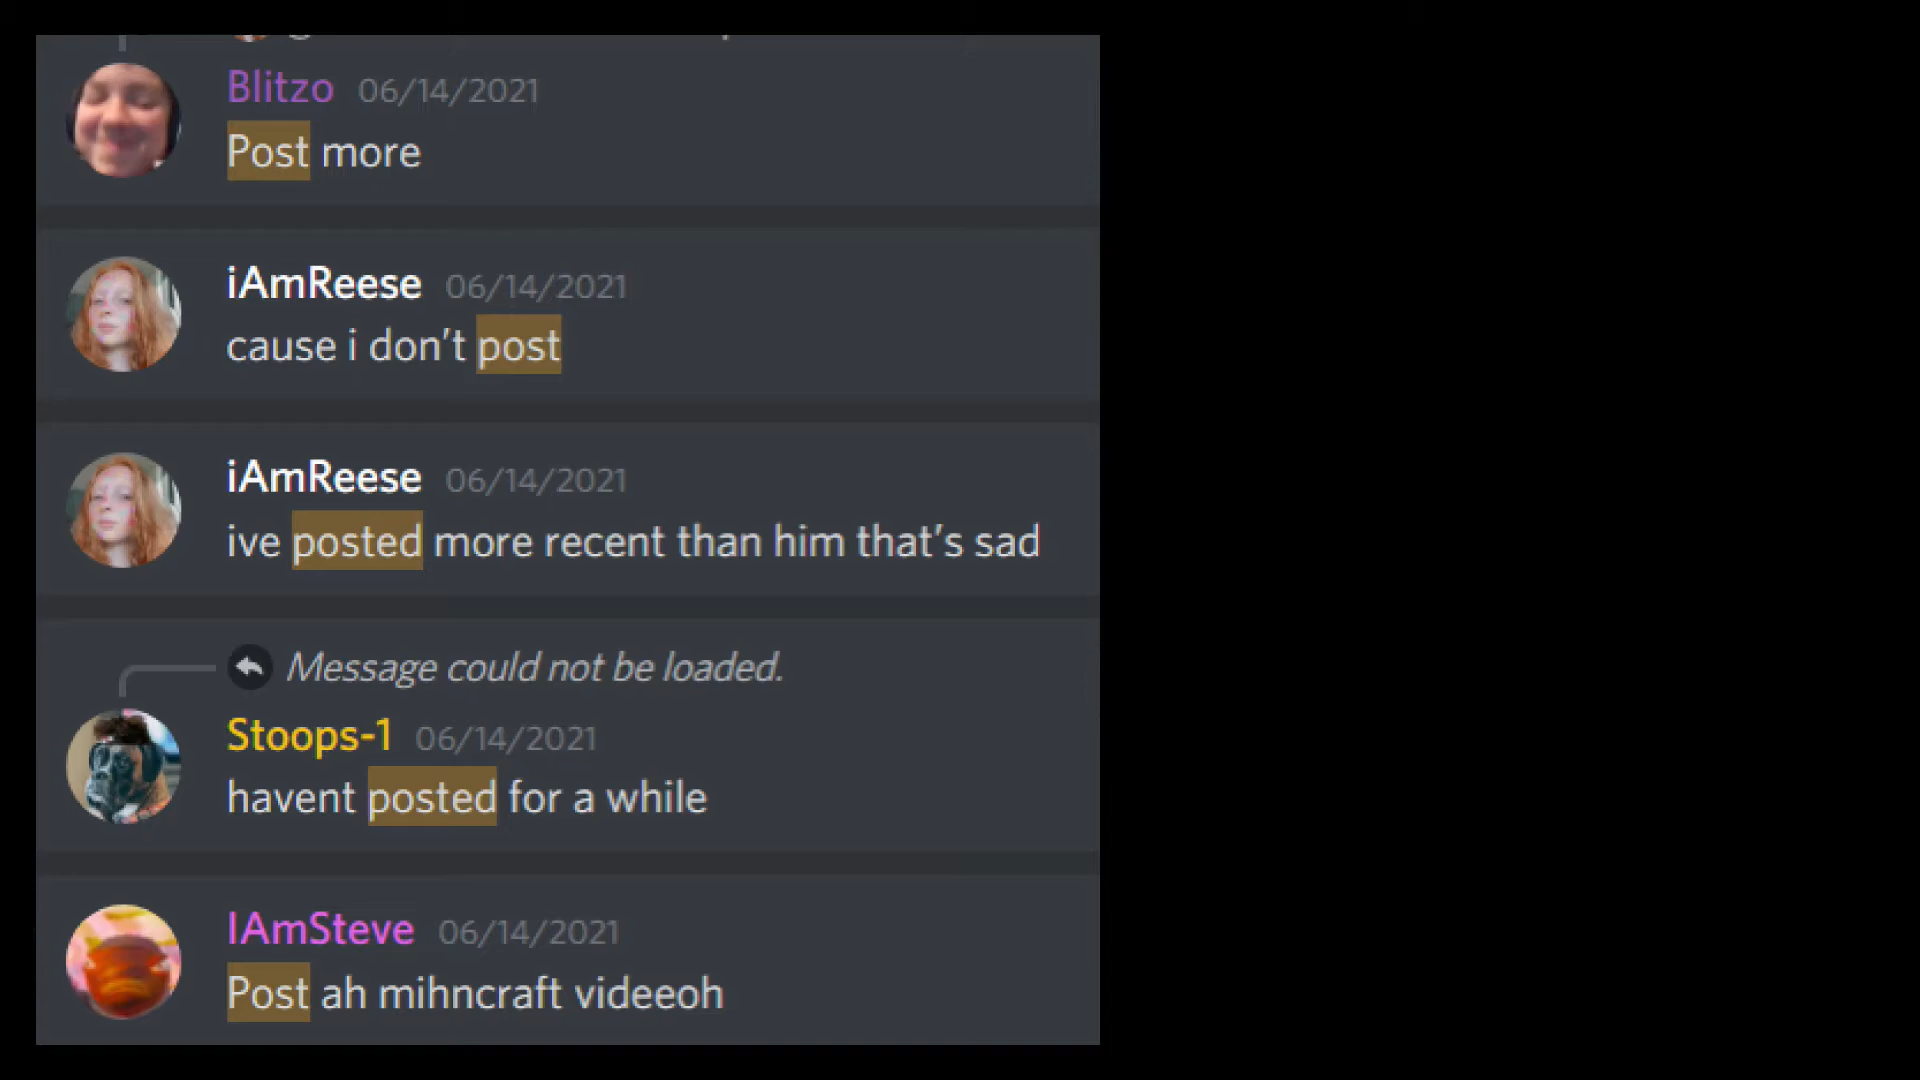 Blitzo 06/14/2021
Post more
iAmReese 06/14/2021
cause i don’t post
iAmReese 06/14/2021
ive posted more recent than him that’s sad
Message could not be loaded.
Stoops-1 06/14/2021
havent posted for a while
IAmSteve 06/14/2021
Post ah mihncraft videeoh